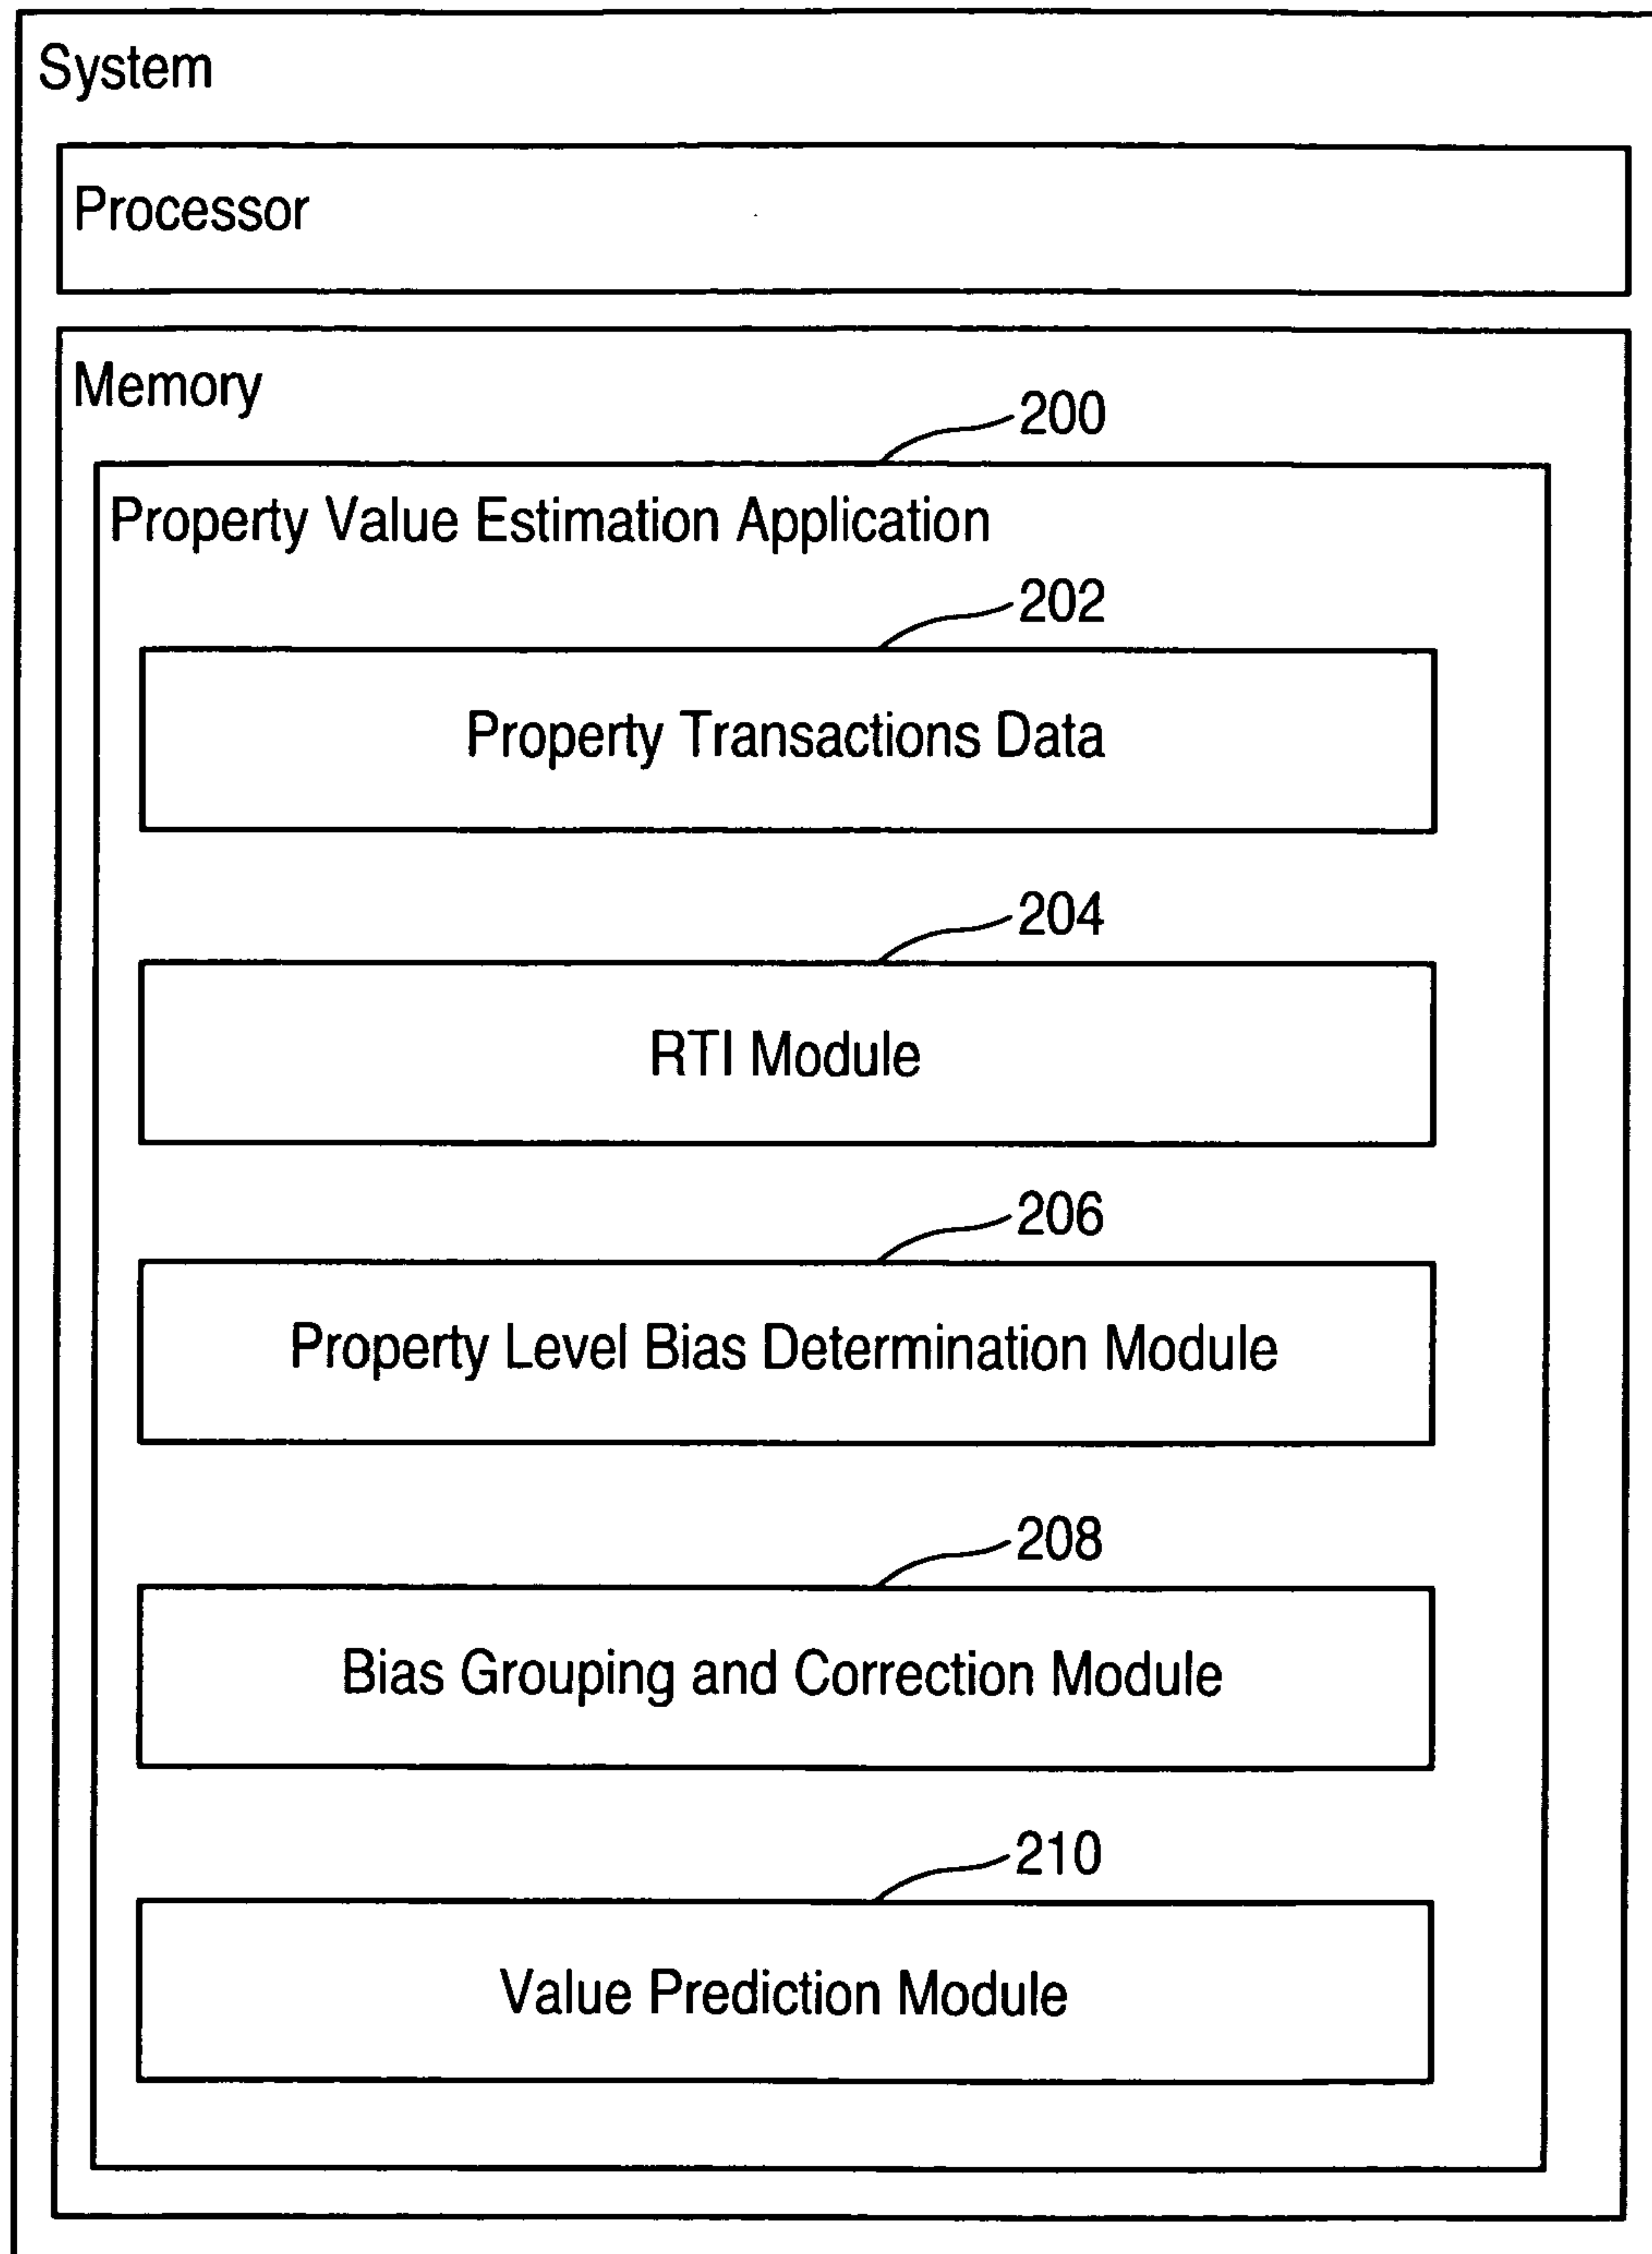 System
Processor
Memory
200
Property Value Estimation Application
202
Property Transactions Data
204
RTI Module
206
Property Level Bias Determination Module
208
Bias Grouping and Correction Module
210
Value Prediction Module